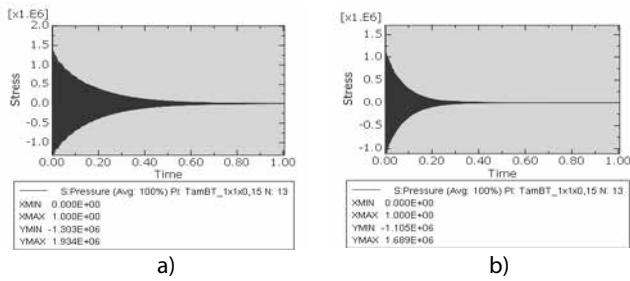 [x1.E6]
2.0
1.5
1.0
0.5
0.0
-0.5
-1.0
Stress
0.00 0.20 0.40 0.60 0.80 1.00
Time
S:Pressure (Avg: 100%) PI: TamBT_1x1x0,15 N: 13
XMIN 0.000E+00
XMAX 1.000E+00
YMIN -1.303E+06
YMAX 1.934E+06
a)
[x1.E6]
1.5
1.0
0.5
0.0
-0.5
-1.0
Stress
0.00 0.20 0.40 0.60 0.80 1.00
Time
S:Pressure (Avg: 100%) PI: TamBT_1x1x0,15 N: 13
XMIN 0.000E+00
XMAX 1.000E+00
YMIN -1.105E+06
YMAX 1.689E+06
b)